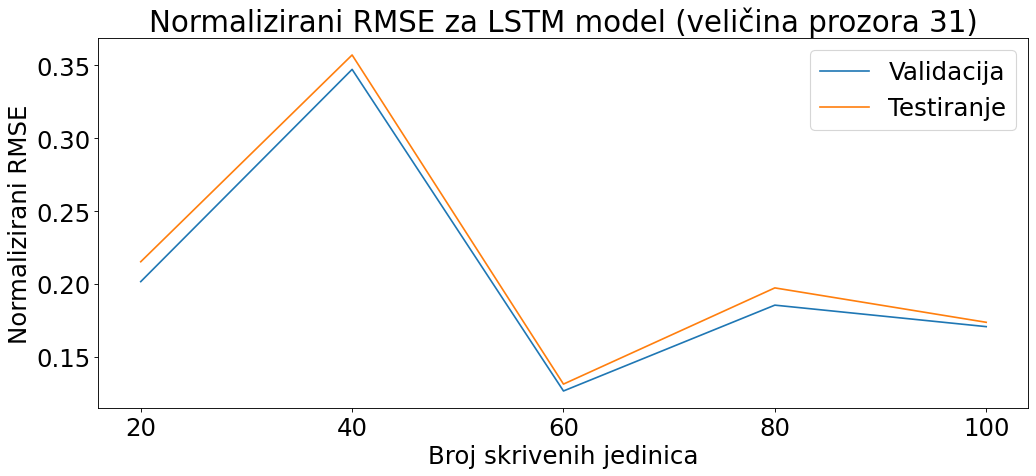 Normalizirani RMSE za LSTM model (veličina prozora 31)
Normalizirani RMSE
0.35
0.30
0.25
0.20
0.15
Validacija
Testiranje
20 40 60 80 100
Broj skrivenih jedinica